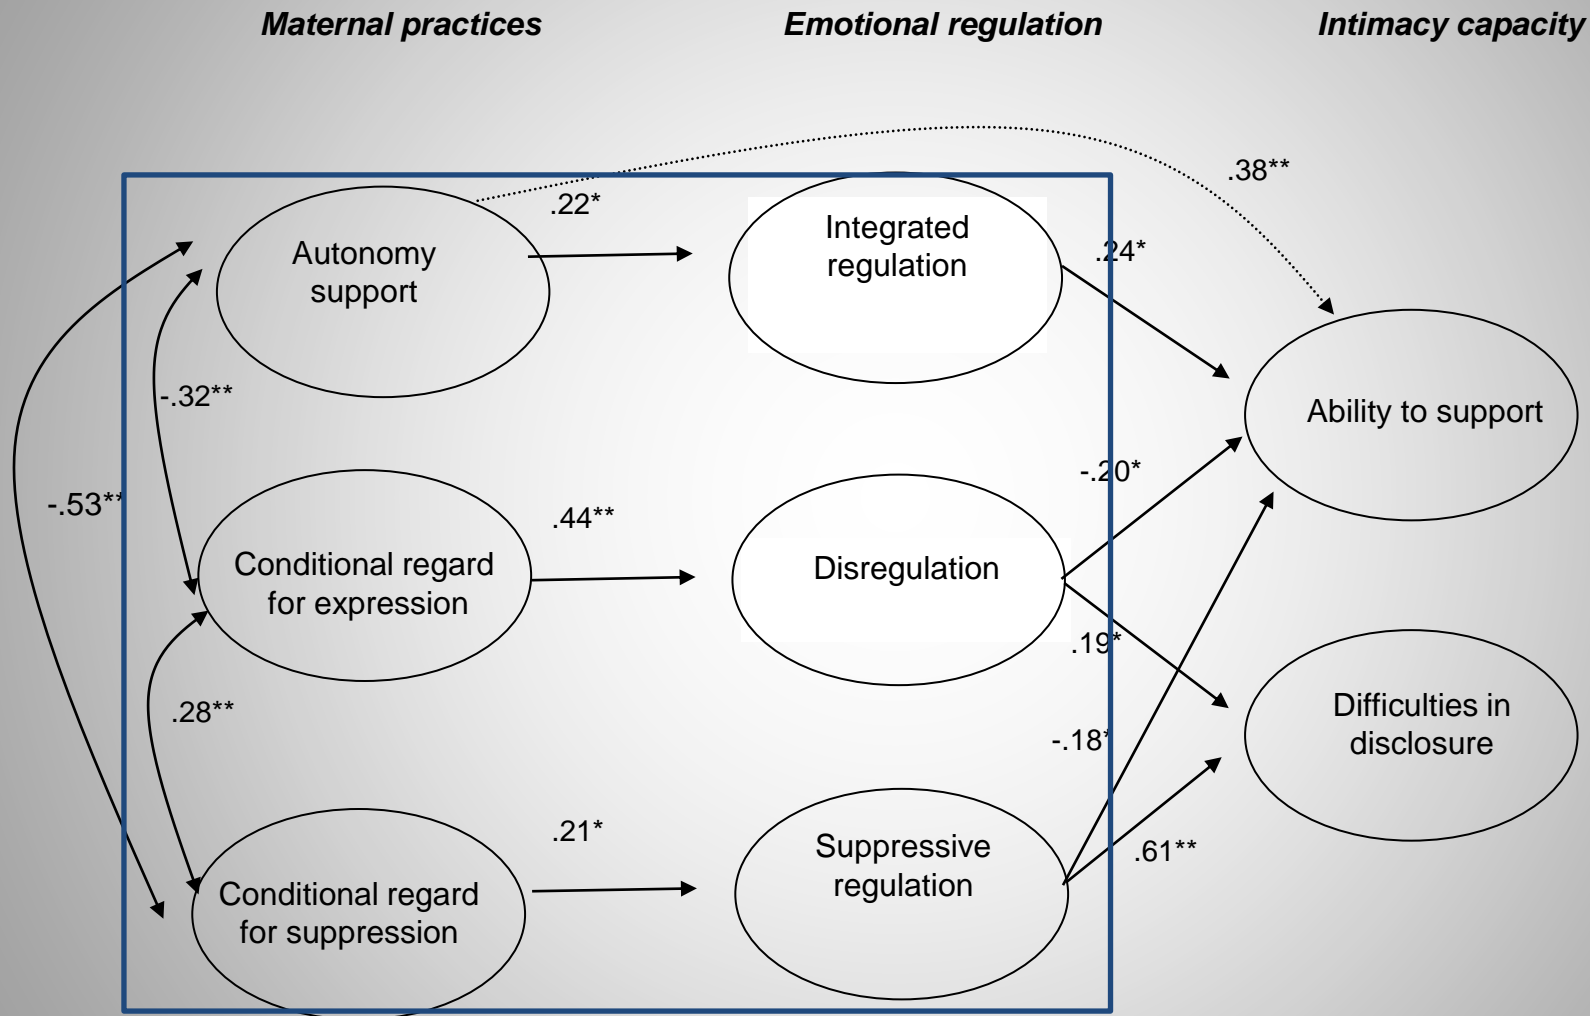 Maternal practices
Emotional regulation
Intimacy capacity
.38**
.22*
Integrated
regulation
.24*
Autonomy
support
-.32**
Ability to support
-.20*
-.53**
.44**
Conditional regard
for expression
Disregulation
.19*
.28**
Difficulties in
disclosure
-.18*
.21*
Suppressive
regulation
.61**
Conditional regard
for suppression